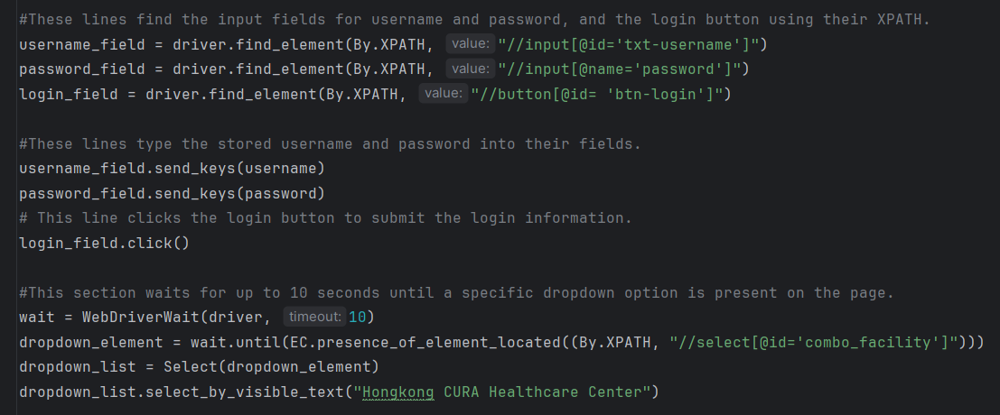 #These lines find the input fields for username and password, and the login button using their XPATH.
username_field = driver.find_element(By.XPATH, value: "//input[@id='txt-username']")
password_field = driver.find_element(By.XPATH, value: "//input[@name='password']")
login_field = driver.find_element(By.XPATH, value: "//button[@id= 'btn-login']")
#These lines type the stored username and password into their fields.
username_field.send_keys(username)
password_field.send_keys(password)
# This line clicks the login button to submit the login information.
login_field.click()
#This section waits for up to 10 seconds until a specific dropdown option is present on the page.
wait = WebDriverWait(driver, timeout: 10)
dropdown_element = wait.until(EC.presence_of_element_located((By.XPATH, "//select[@id='combo_facility']")))
dropdown_list = Select(dropdown_element)
dropdown_list.select_by_visible_text("Hongkong CURA Healthcare Center")